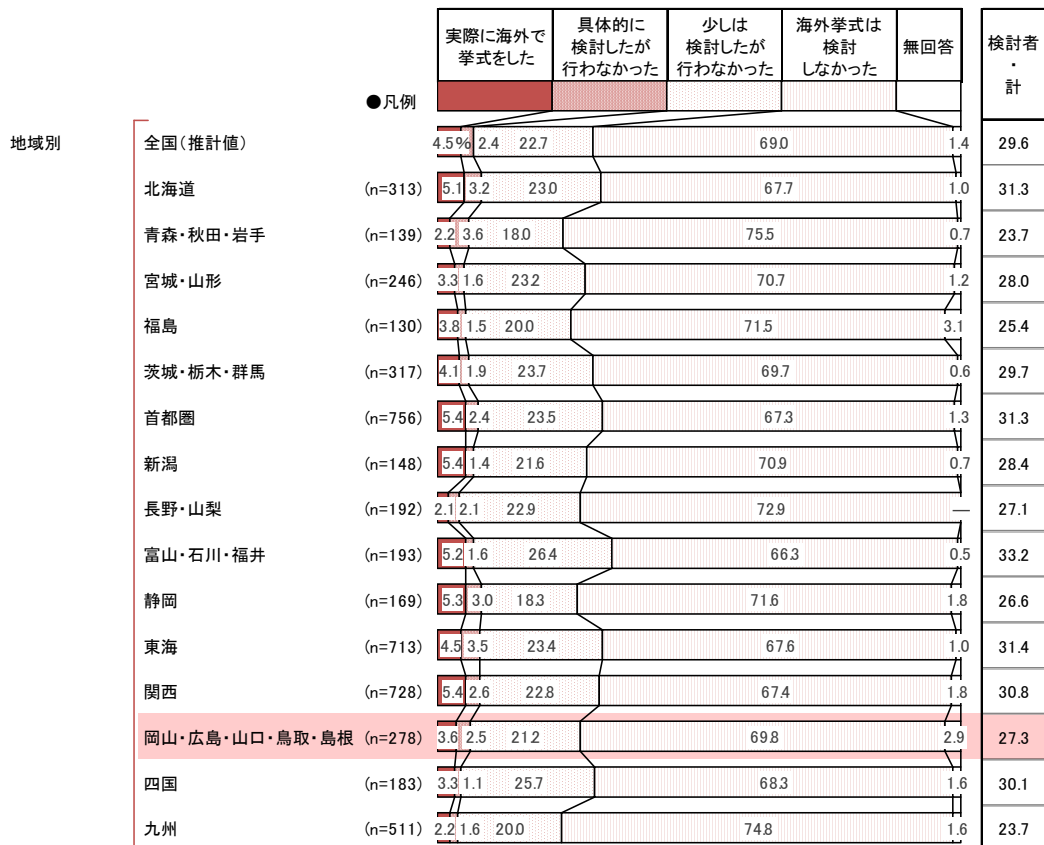 実際に海外で
挙式をした
具体的に
検討したが
行わなかった
少しは
検討したが
行わなかった
海外挙式は
検討
しなかった
無回答
検討者
・
計
●凡例
地域別
全国(推計値) 4.5% 2.4 22.7 69.0 1.4 29.6
北海道 (n=313) 5.1 3.2 23.0 67.7 1.0 31.3
青森・秋田・岩手 (n=139) 2.2 3.6 18.0 75.5 0.7 23.7
宮城・山形 (n=246) 3.3 1.6 23.2 70.7 1.2 28.0
福島 (n=130) 3.8 1.5 20.0 71.5 3.1 25.4
茨城・栃木・群馬 (n=317) 4.1 1.9 23.7 69.7 0.6 29.7
首都圏 (n=756) 5.4 2.4 23.5 67.3 1.3 31.3
新潟 (n=148) 5.4 1.4 21.6 70.9 0.7 28.4
長野・山梨 (n=192) 2.1 2.1 22.9 72.9 ― 27.1
富山・石川・福井 (n=193) 5.2 1.6 26.4 66.3 0.5 33.2
静岡 (n=169) 5.3 3.0 18.3 71.6 1.8 26.6
東海 (n=713) 4.5 3.5 23.4 67.6 1.0 31.4
関西 (n=728) 5.4 2.6 22.8 67.4 1.8 30.8
岡山・広島・山口・鳥取・島根 (n=278) 3.6 2.5 21.2 69.8 2.9 27.3
四国 (n=183) 3.3 1.1 25.7 68.3 1.6 30.1
九州 (n=511) 2.2 1.6 20.0 74.8 1.6 23.7